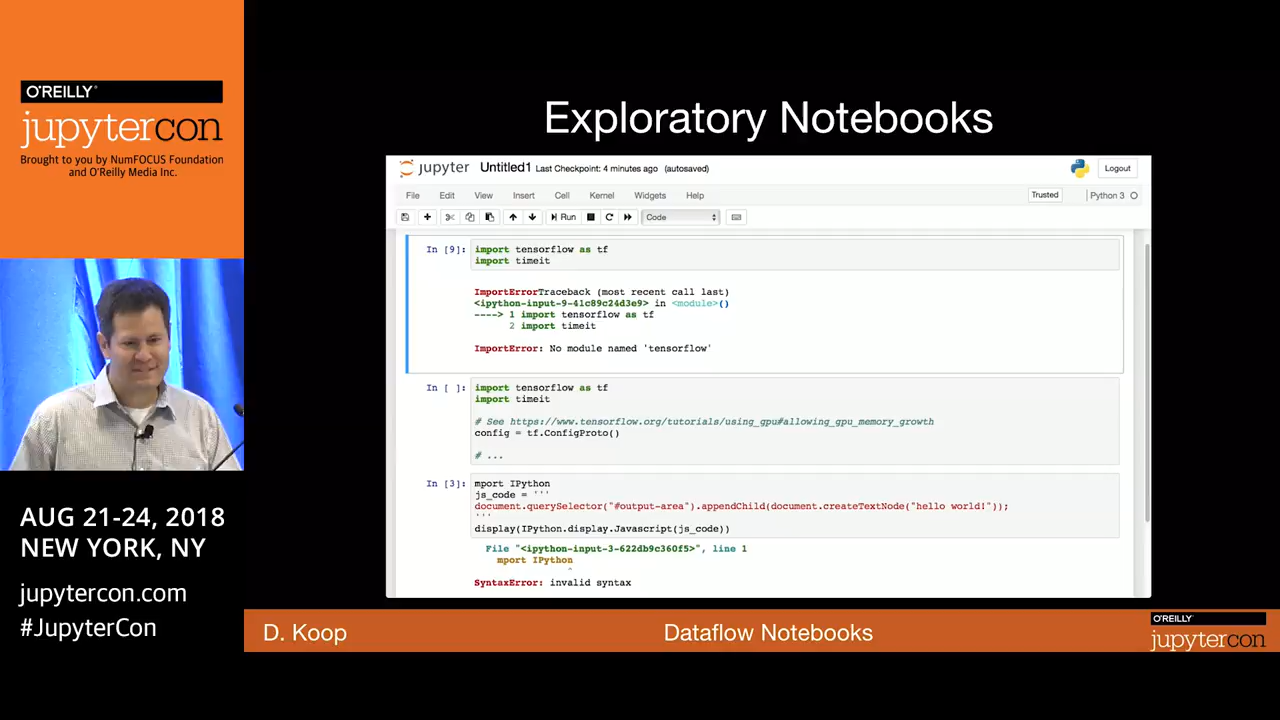 O'REILLY®
jupytercon
Brought to you by NumFOCUS Foundation
and O'Reilly Media Inc.
AUG 21-24, 2018
NEW YORK, NY
jupytercon.com
#JupyterCon
Exploratory Notebooks
jupyter Untitled1 Last Checkpoint: 4 minutes ago (autosaved)
Logout
File Edit View Insert Cell Kernel Widgets Help
Trusted Python 3
Run Code
In [9]: import tensorflow as tf
import timeit
ImportErrorTraceback (most recent call last)
<ipython-input-9-41c89c24d3e9> in <module>()
----> 1 import tensorflow as tf
2 import timeit
ImportError: No module named 'tensorflow'
In [ ]: import tensorflow as tf
import timeit
# See https://www.tensorflow.org/tutorials/using_gpu#allowing_gpu_memory_growth
config = tf.ConfigProto()
# ...
In [3]: mport IPython
js_code = '''
document.querySelector("#output-area").appendChild(document.createTextNode("hello world!"));
'''
display(IPython.display.Javascript(js_code))
File "<ipython-input-3-622db9c360f5>", line 1
mport IPython
^
SyntaxError: invalid syntax
D. Koop
Dataflow Notebooks
O'REILLY®
jupytercon